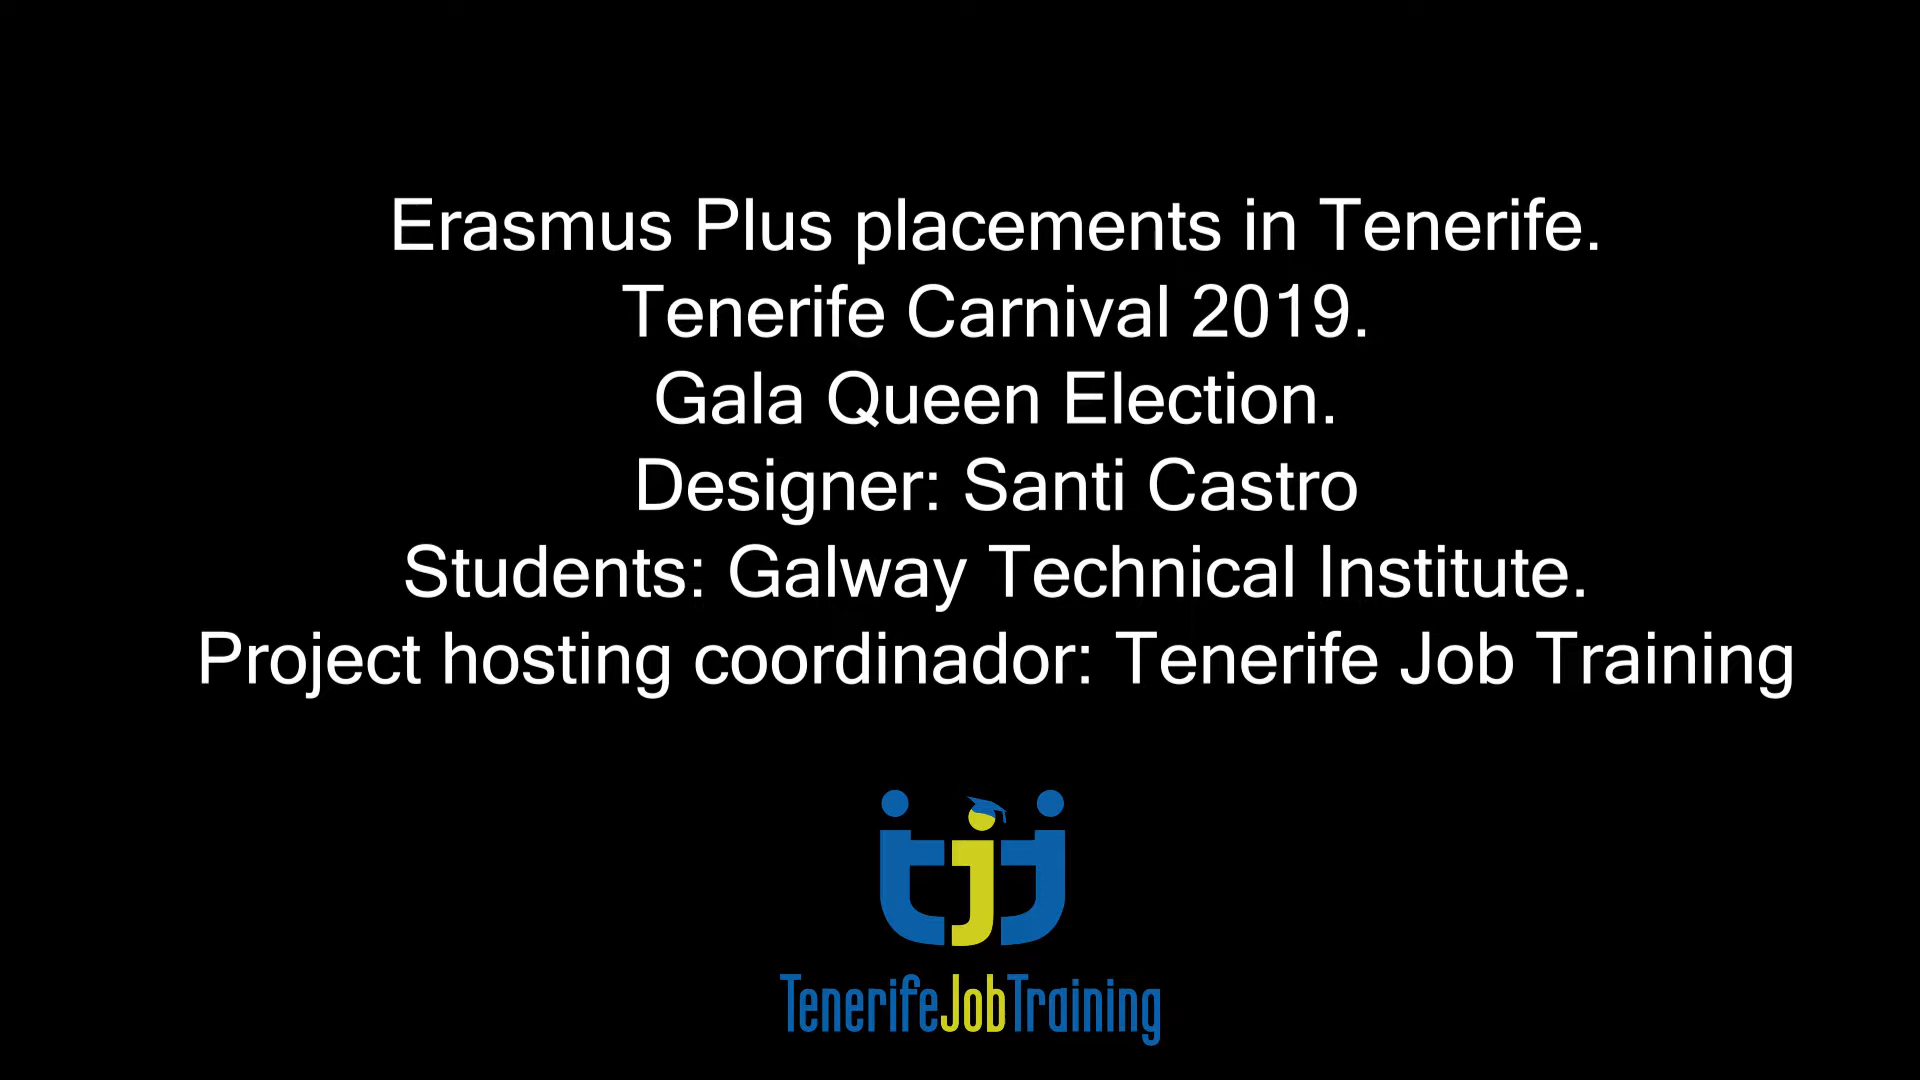 Erasmus Plus placements in Tenerife.
Tenerife Carnival 2019.
Gala Queen Election.
Designer: Santi Castro
Students: Galway Technical Institute.
Project hosting coordinador: Tenerife Job Training
tjt
TenerifeJobTraining